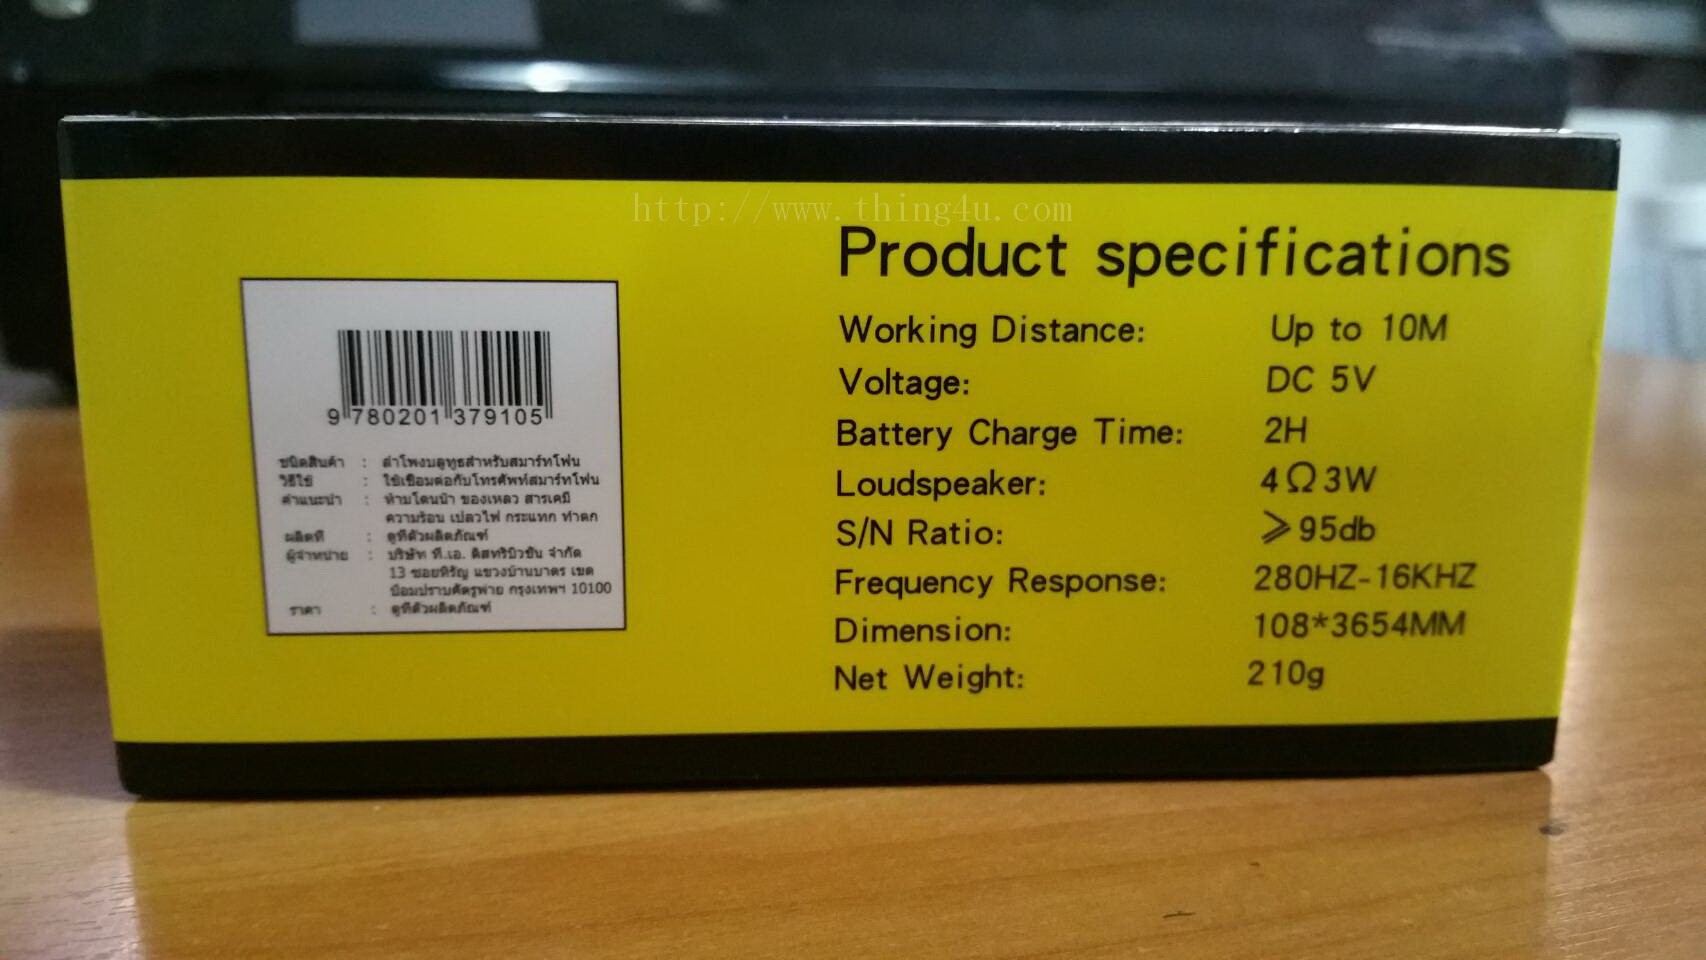 http://www.thing4u.com
Product specifications
Working Distance: Up to 10M
Voltage: DC 5V
Battery Charge Time: 2H
Loudspeaker: 4Ω3W
S/N Ratio: ≥95db
Frequency Response: 280HZ-16KHZ
Dimension: 108*3654MM
Net Weight: 210g
9 780201 379105
ชนิดสินค้า : ลำโพงบลูทูธสำหรับสมาร์ทโฟน
วิธีใช้ : ใช้เชื่อมต่อกับโทรศัพท์สมาร์ทโฟน
คำแนะนำ : ห้ามโดนน้ำ ของเหลว สารเคมี
ความร้อน เปลวไฟ กระแทก ทำตก
ผลิตที่ : ดูที่ตัวผลิตภัณฑ์
ผู้จำหน่าย : บริษัท ที.เอ. ดิสทริบิวชั่น จำกัด
13 ซอยหิรัญ แขวงบ้านบาตร เขต
ป้อมปราบศัตรูพ่าย กรุงเทพฯ 10100
ราคา : ดูที่ตัวผลิตภัณฑ์